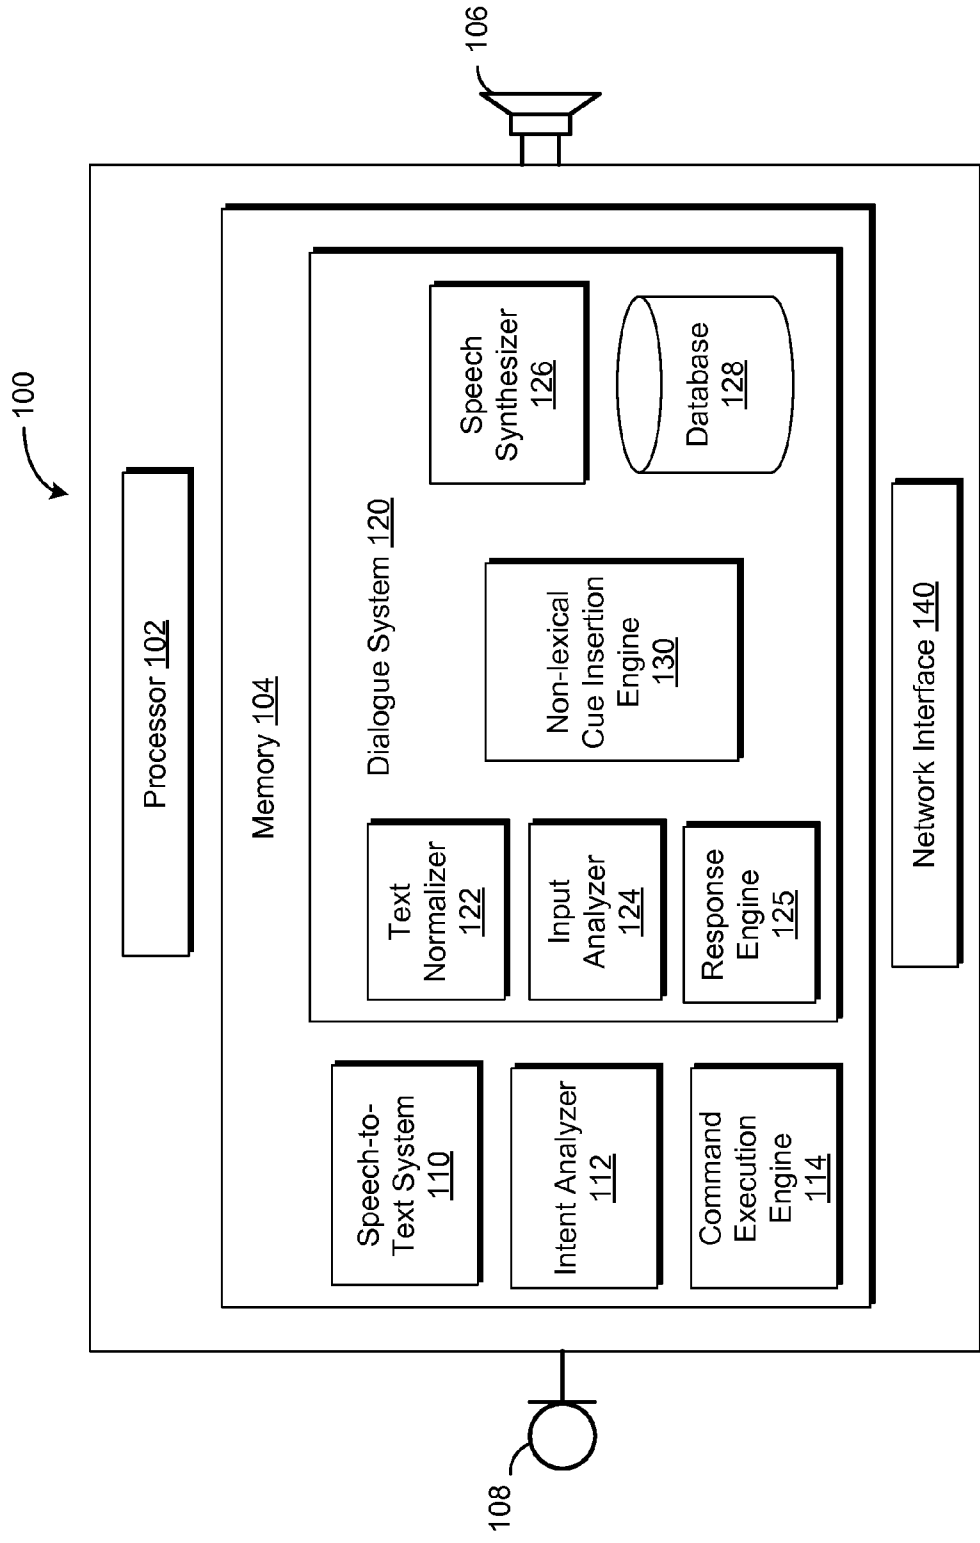 100
Processor 102
Memory 104
Dialogue System 120
Speech-to-
Text System
110
Text
Normalizer
122
Speech
Synthesizer
126
106
108
Intent Analyzer
112
Input
Analyzer
124
Non-lexical
Cue Insertion
Engine
130
Command
Execution
Engine
114
Response
Engine
125
Database
128
Network Interface 140